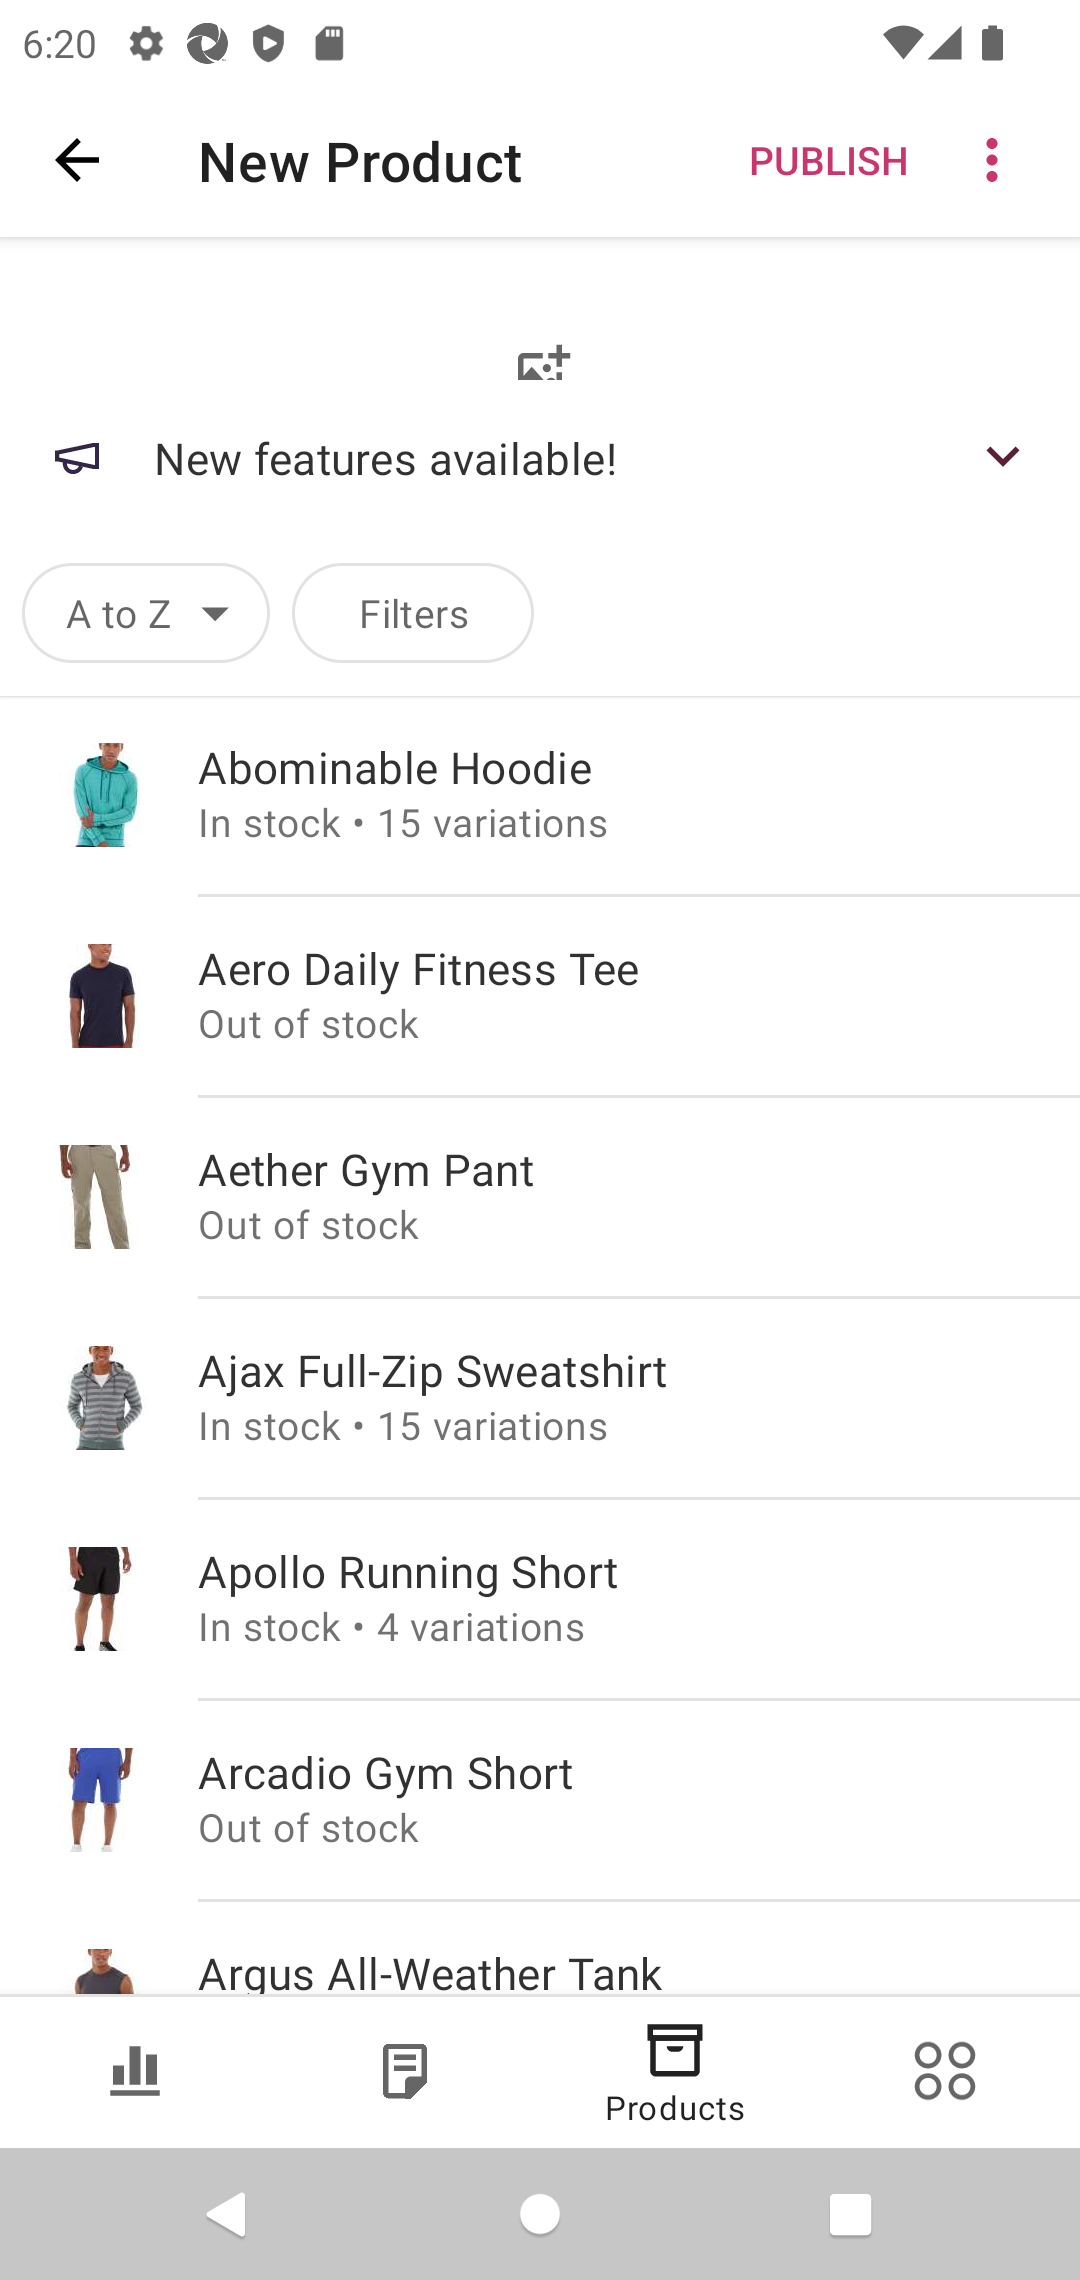 6:20
New Product
PUBLISH
New features available!
A to Z
Filters
Abominable Hoodie
In stock • 15 variations
Aero Daily Fitness Tee
Out of stock
Aether Gym Pant
Out of stock
Ajax Full-Zip Sweatshirt
In stock • 15 variations
Apollo Running Short
In stock • 4 variations
Arcadio Gym Short
Out of stock
Argus All-Weather Tank
Products